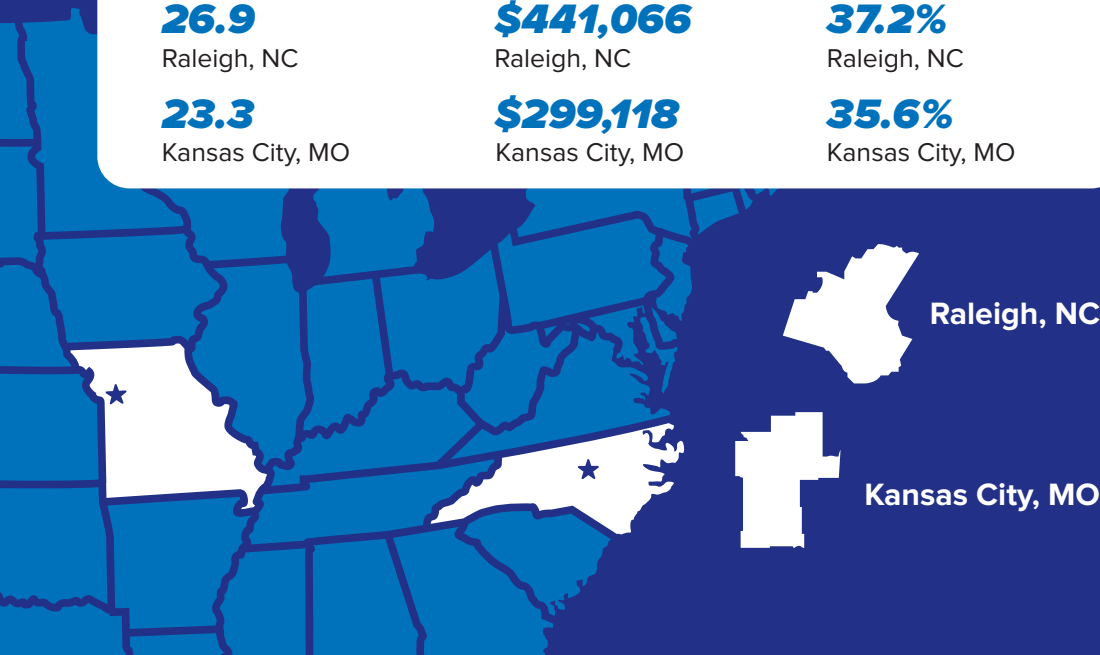 26.9 $441,066 37.2%
Raleigh, NC Raleigh, NC Raleigh, NC
23.3 $299,118 35.6%
Kansas City, MO Kansas City, MO Kansas City, MO
Raleigh, NC
Kansas City, MO